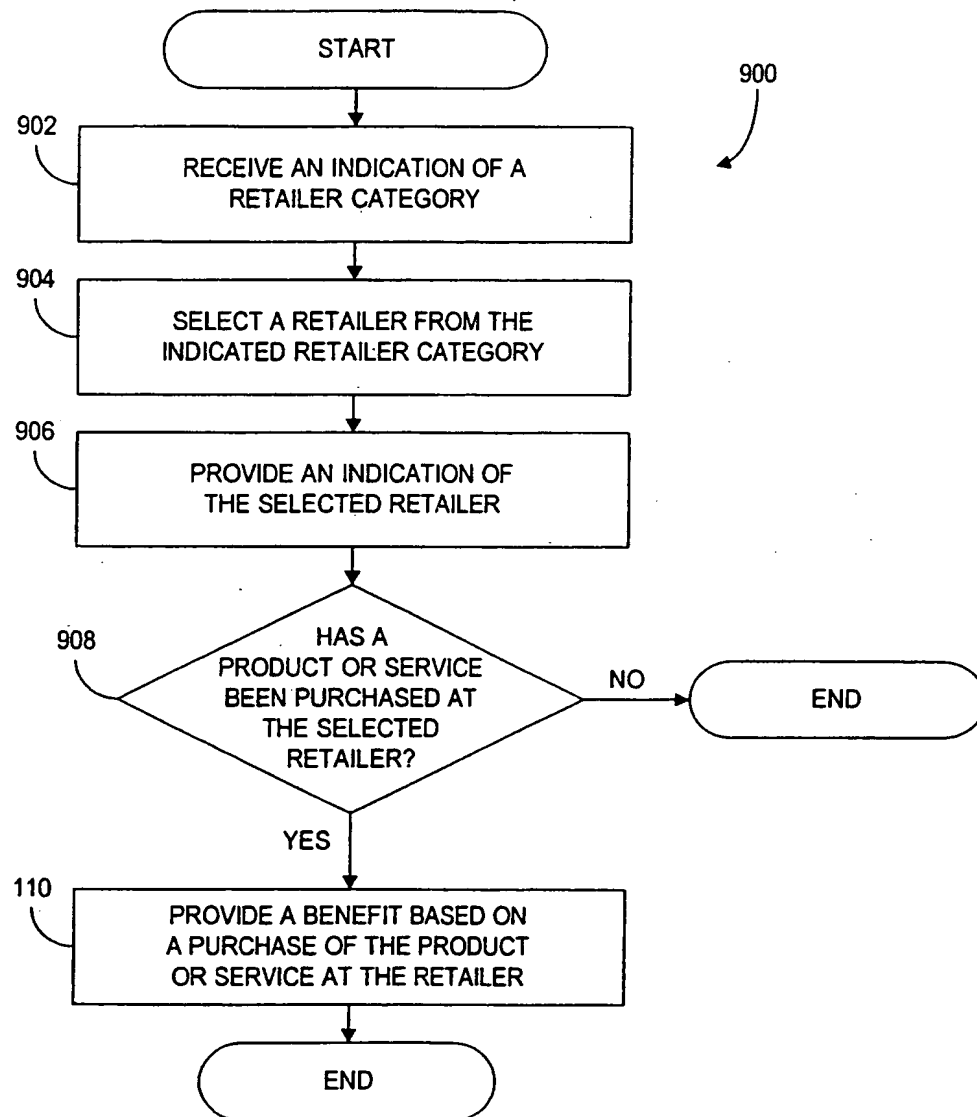 START
900
902
RECEIVE AN INDICATION OF A
RETAILER CATEGORY
904
SELECT A RETAILER FROM THE
INDICATED RETAILER CATEGORY
906
PROVIDE AN INDICATION OF
THE SELECTED RETAILER
908
HAS A
PRODUCT OR SERVICE
BEEN PURCHASED AT
THE SELECTED
RETAILER?
NO
END
YES
110
PROVIDE A BENEFIT BASED ON
A PURCHASE OF THE PRODUCT
OR SERVICE AT THE RETAILER
END